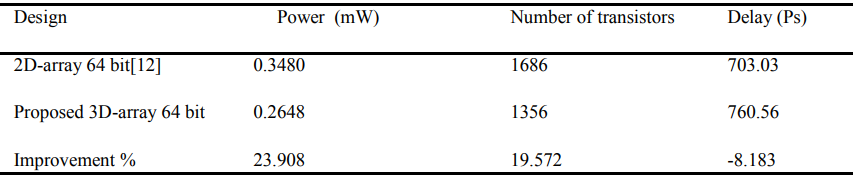 Design Power (mW) Number of transistors Delay (Ps)
2D-array 64 bit[12] 0.3480 1686 703.03
Proposed 3D-array 64 bit 0.2648 1356 760.56
Improvement % 23.908 19.572 -8.183